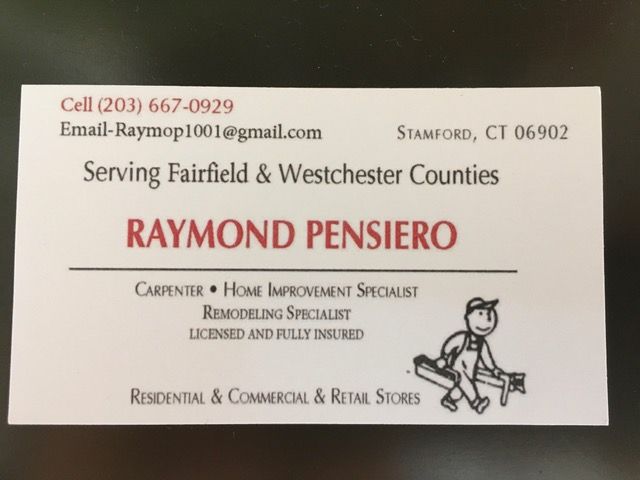 Cell (203) 667-0929
Email-Raymop1001@gmail.com
STAMFORD, CT 06902
Serving Fairfield & Westchester Counties
RAYMOND PENSIERO
CARPENTER • HOME IMPROVEMENT SPECIALIST
REMODELING SPECIALIST
LICENSED AND FULLY INSURED
RESIDENTIAL & COMMERCIAL & RETAIL STORES